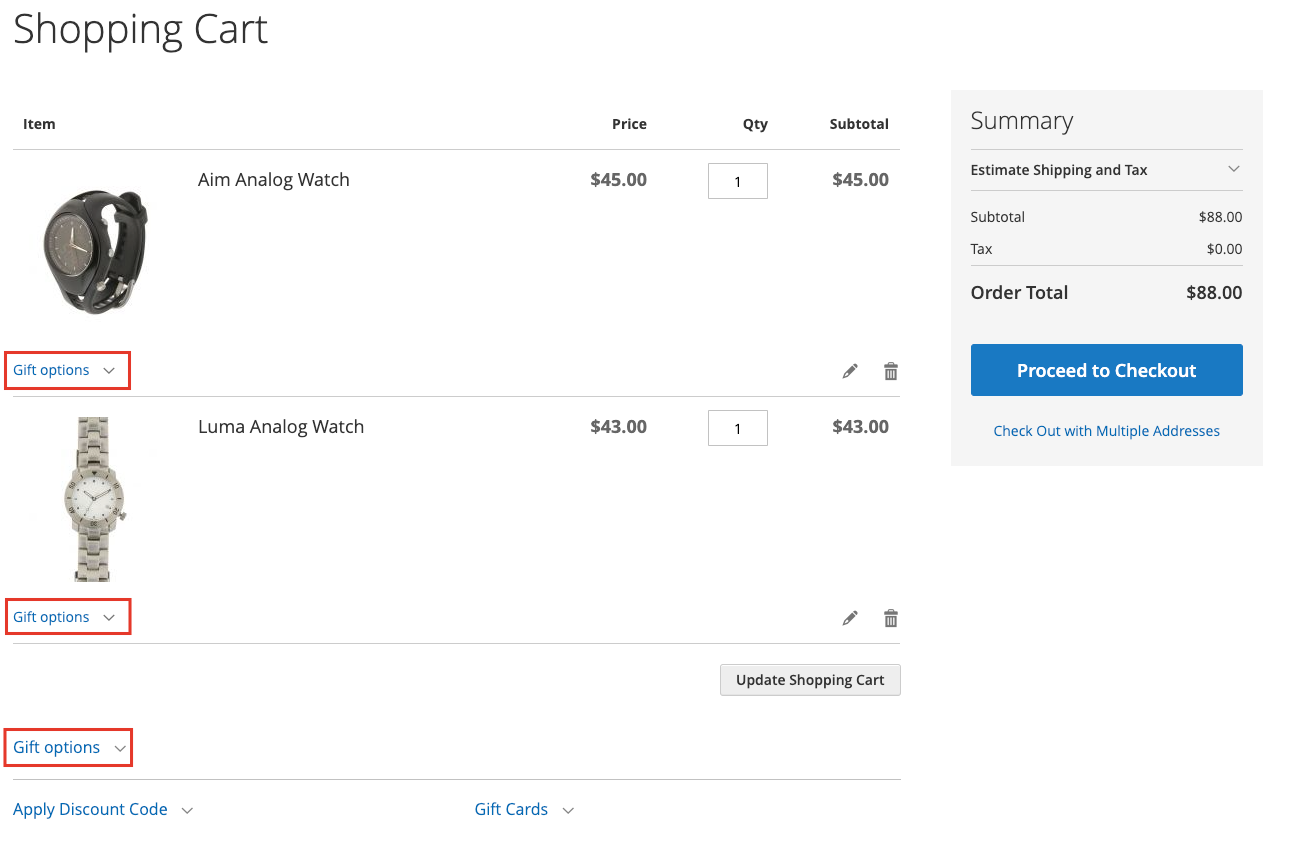 Shopping Cart
Item Price Qty Subtotal
Aim Analog Watch $45.00 1 $45.00
Gift options
Luma Analog Watch $43.00 1 $43.00
Gift options
Update Shopping Cart
Gift options
Apply Discount Code Gift Cards
Summary
Estimate Shipping and Tax
Subtotal $88.00
Tax $0.00
Order Total $88.00
Proceed to Checkout
Check Out with Multiple Addresses